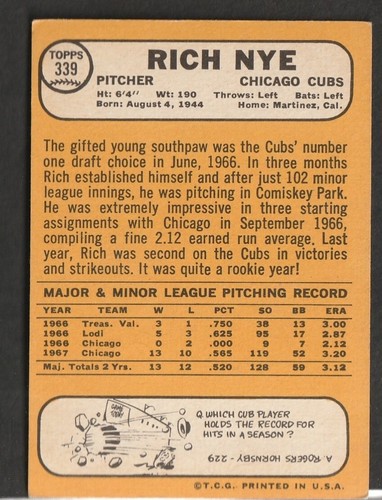 TOPPS
339
RICH NYE
PITCHER CHICAGO CUBS
Ht: 6'4" Wt: 190 Throws: Left Bats: Left
Born: August 4, 1944 Home: Martinez, Cal.
The gifted young southpaw was the Cubs' number
one draft choice in June, 1966. In three months
Rich established himself and after just 102 minor
league innings, he was pitching in Comiskey Park.
He was extremely impressive in three starting
assignments with Chicago in September 1966,
compiling a fine 2.12 earned run average. Last
year, Rich was second on the Cubs in victories
and strikeouts. It was quite a rookie year!
MAJOR & MINOR LEAGUE PITCHING RECORD
YEAR TEAM W L PCT SO BB ERA
1966 Treas. Val. 3 1 .750 38 13 3.00
1966 Lodi 5 3 .625 95 17 2.87
1966 Chicago 0 2 .000 9 7 2.12
1967 Chicago 13 10 .565 119 52 3.20
Maj. Totals 2 Yrs. 13 12 .520 128 59 3.12
Q. WHICH CUB PLAYER
HOLDS THE RECORD FOR
HITS IN A SEASON?
A ROGERS HORNSBY - 229
© T.C.G. PRINTED IN U.S.A.